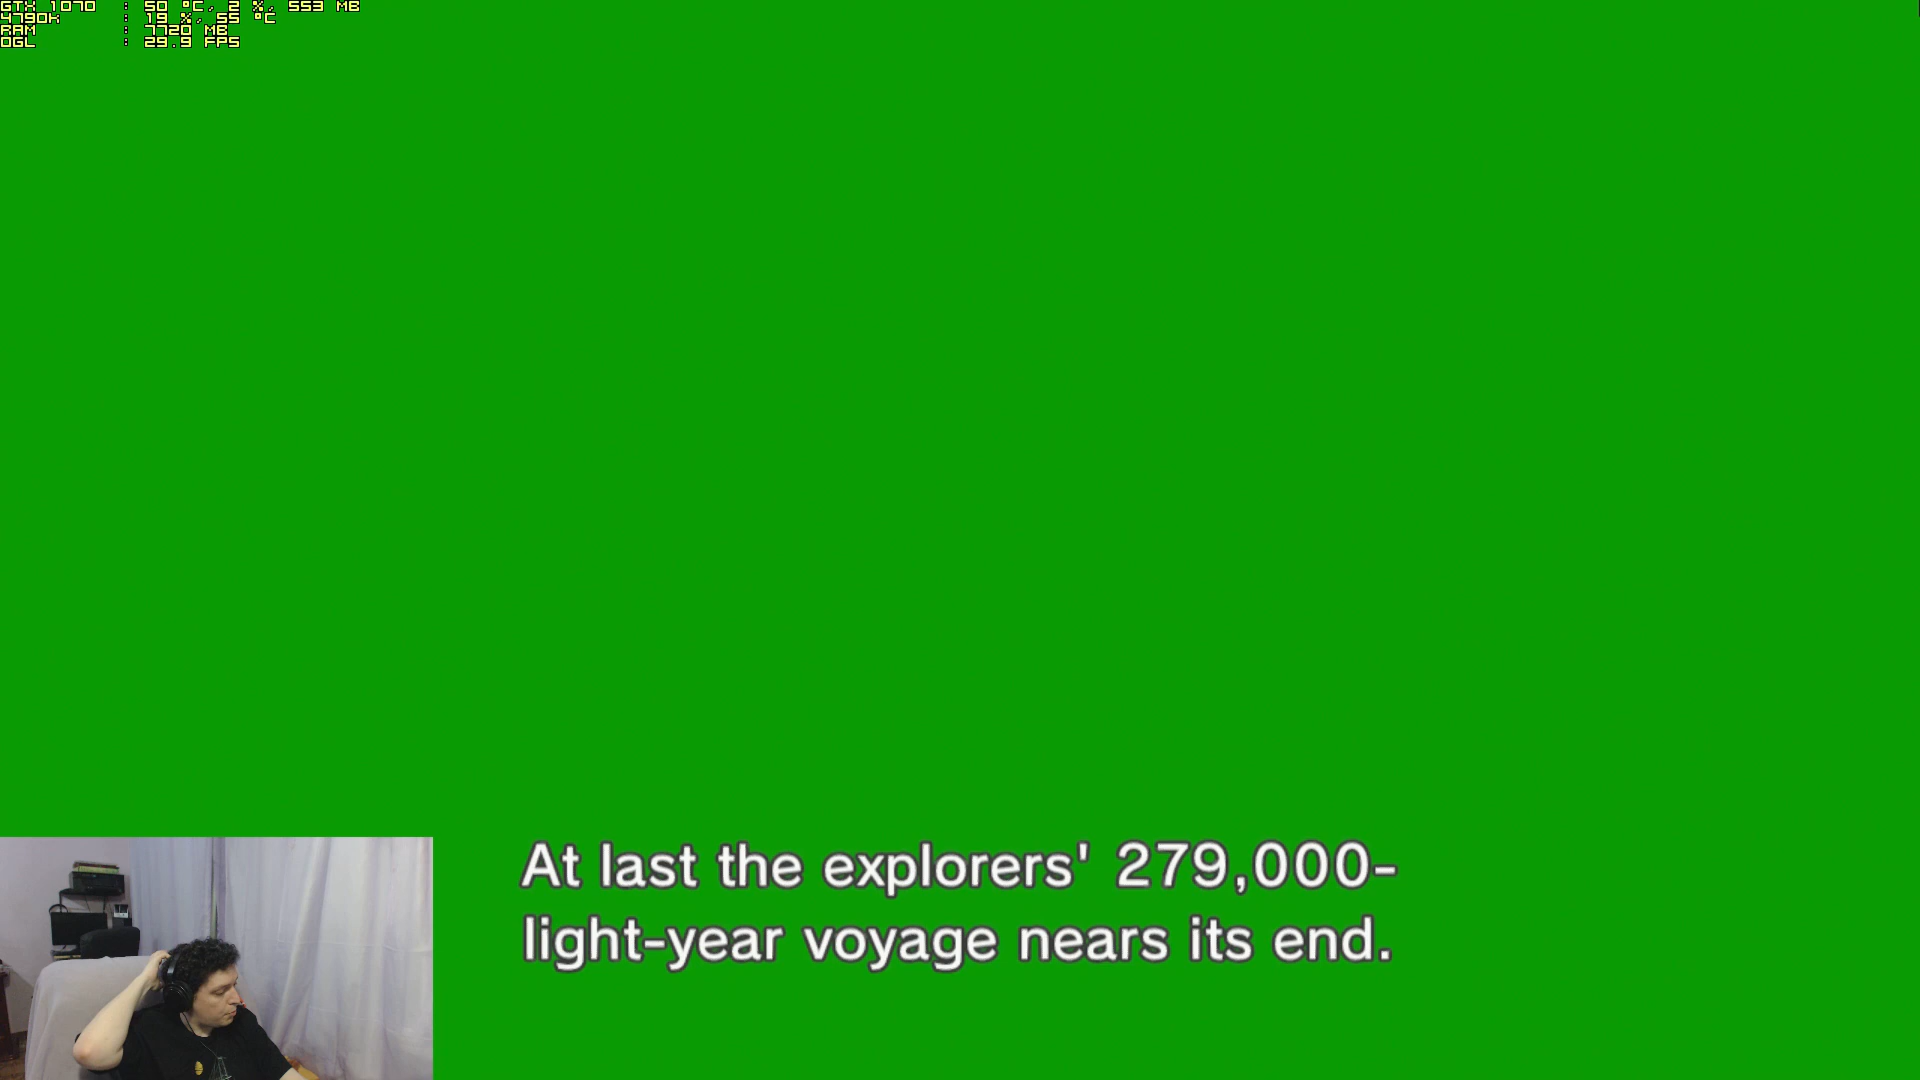 GTX 1070 : 50 °C, 2 %, 553 MB
4790K : 19 %, 55 °C
RAM : 7720 MB
OGL : 29.9 FPS
At last the explorers' 279,000-
light-year voyage nears its end.